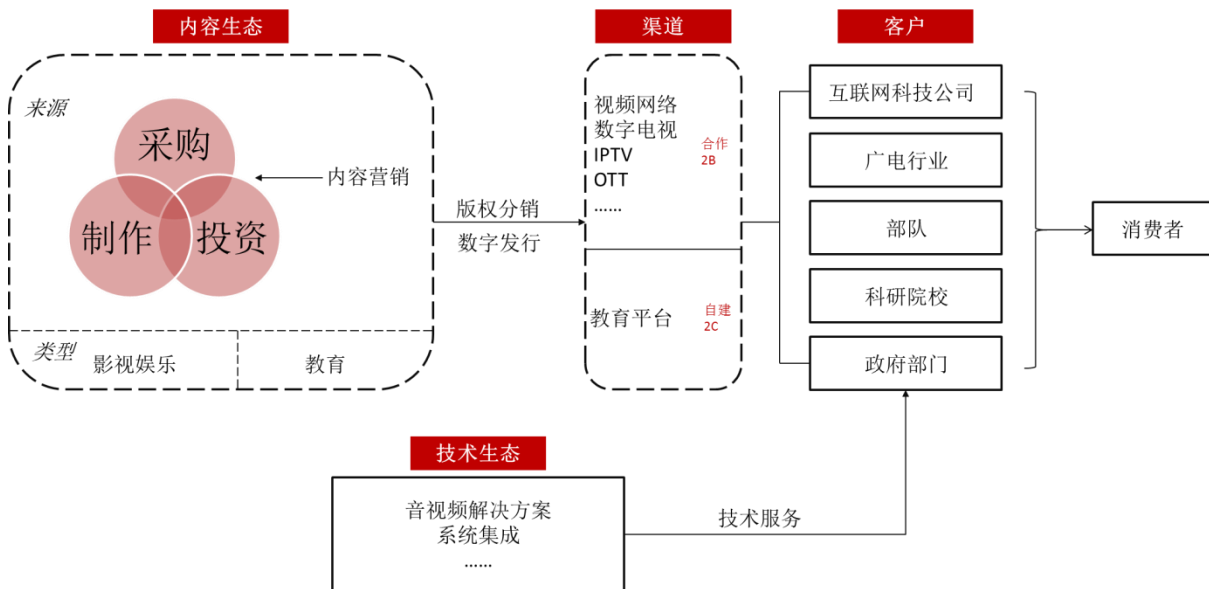 内容生态
来源
采购
制作
投资
内容营销
类型
影视娱乐
教育
版权分销
数字发行
渠道
视频网络
数字电视
IPTV
OTT
……
合作
2B
教育平台
自建
2C
客户
互联网科技公司
广电行业
部队
科研院校
政府部门
消费者
技术生态
音视频解决方案
系统集成
……
技术服务